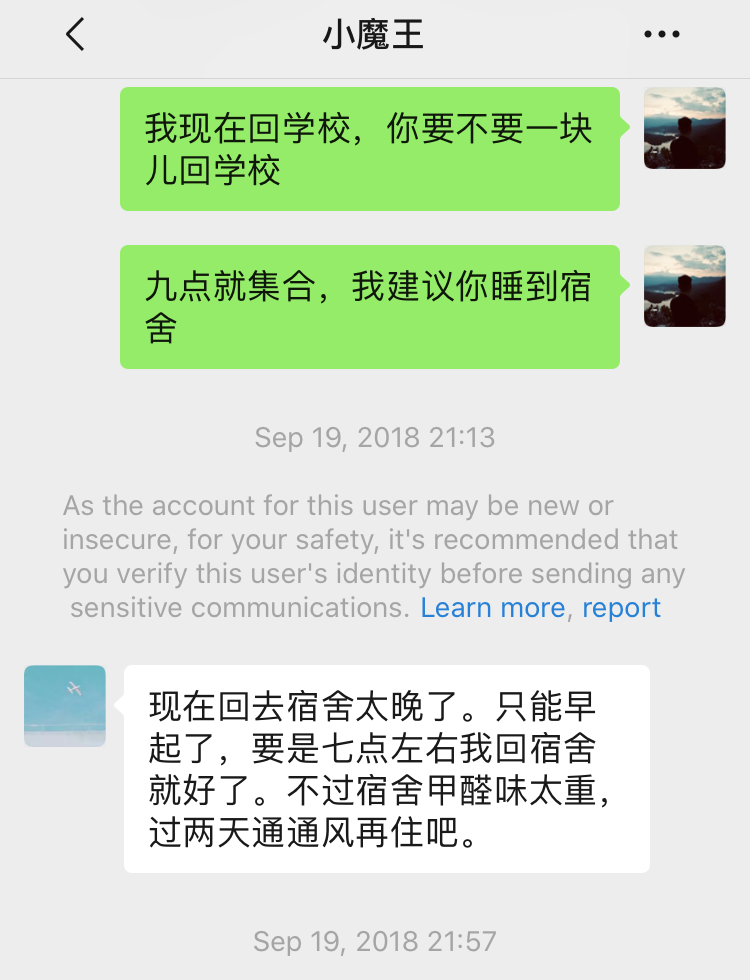 小魔王
我现在回学校，你要不要一块
儿回学校
九点就集合，我建议你睡到宿
舍
Sep 19, 2018 21:13
As the account for this user may be new or
insecure, for your safety, it's recommended that
you verify this user's identity before sending any
sensitive communications. Learn more, report
现在回去宿舍太晚了。只能早
起了，要是七点左右我回宿舍
就好了。不过宿舍甲醛味太重，
过两天通通风再住吧。
Sep 19, 2018 21:57